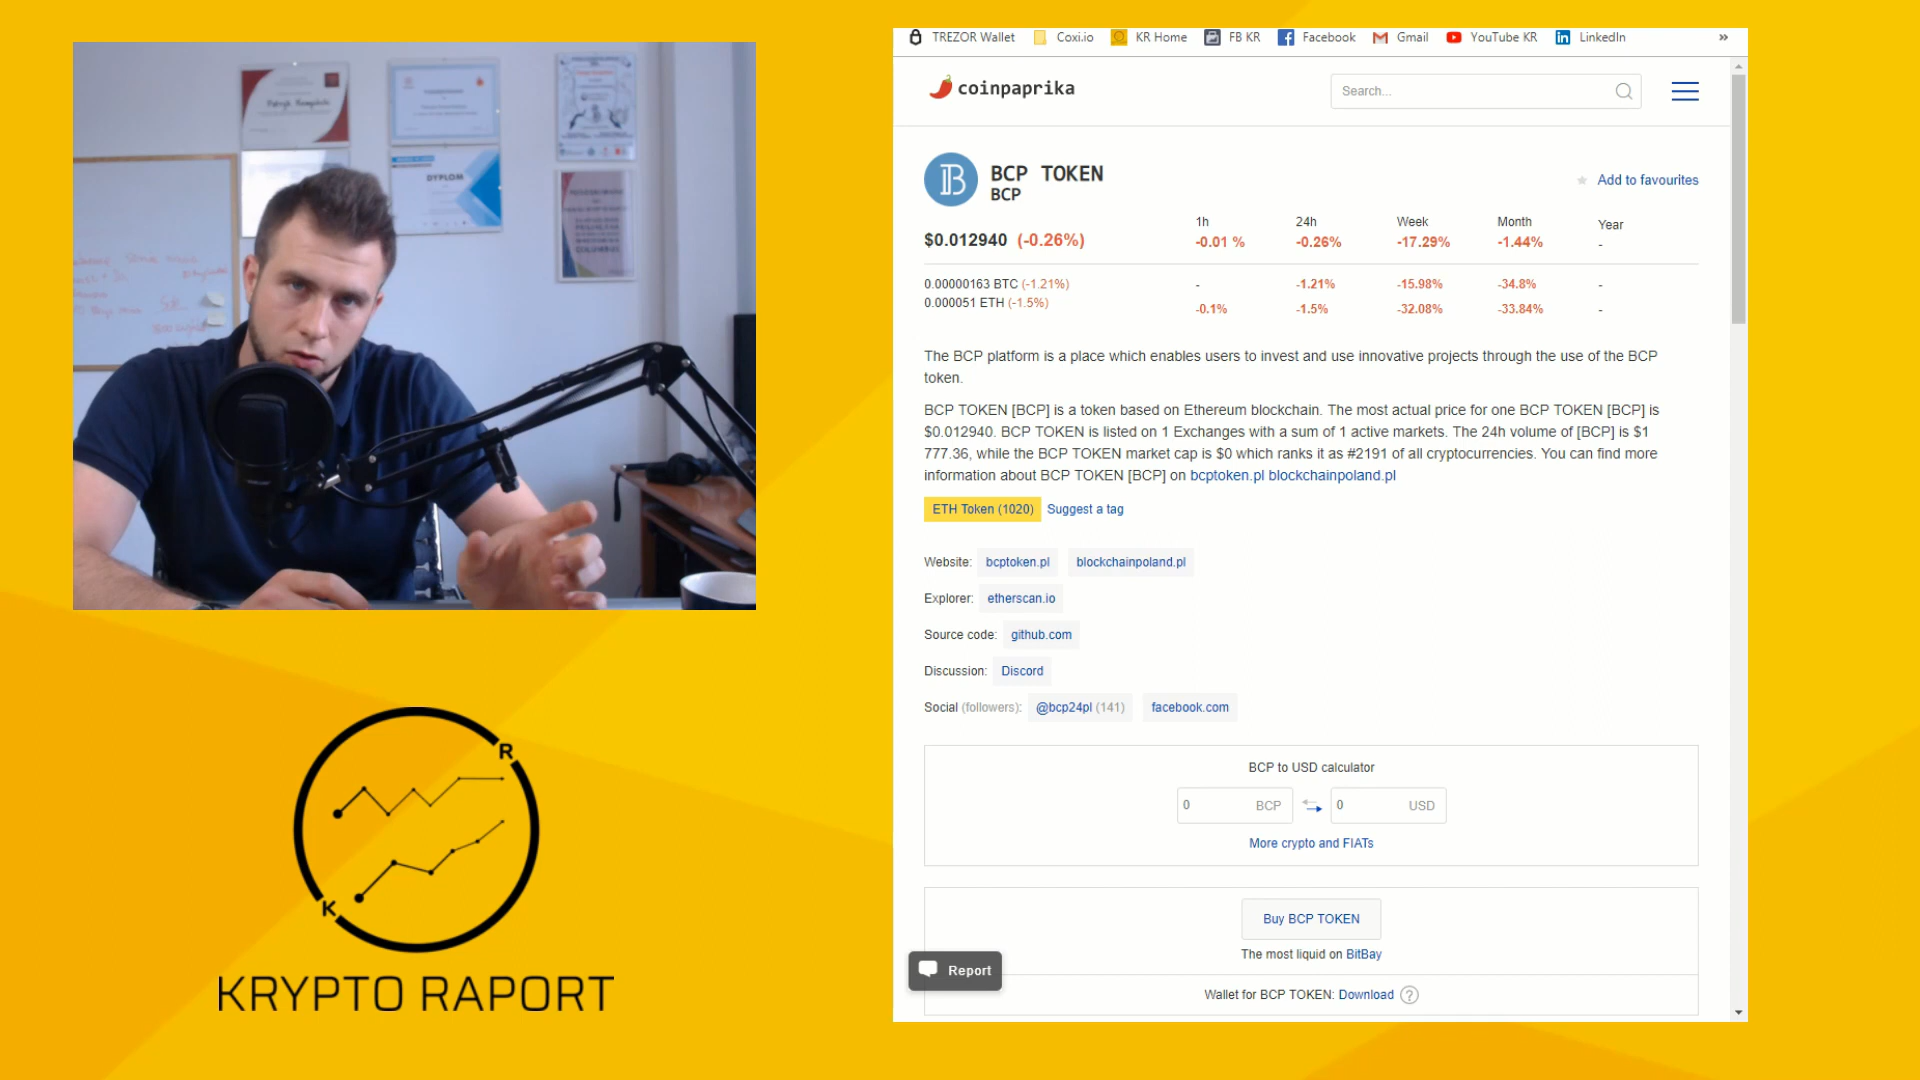 DYPLOM
R
K
KRYPTO RAPORT
TREZOR Wallet Coxi.io KR Home FB KR Facebook Gmail YouTube KR LinkedIn »
coinpaprika
Search...
BCP TOKEN
BCP
Add to favourites
$0.012940 (-0.26%)
1h 24h Week Month Year
-0.01 % -0.26% -17.29% -1.44% -
0.00000163 BTC (-1.21%) - -1.21% -15.98% -34.8% -
0.000051 ETH (-1.5%) -0.1% -1.5% -32.08% -33.84% -
The BCP platform is a place which enables users to invest and use innovative projects through the use of the BCP
token.
BCP TOKEN [BCP] is a token based on Ethereum blockchain. The most actual price for one BCP TOKEN [BCP] is
$0.012940. BCP TOKEN is listed on 1 Exchanges with a sum of 1 active markets. The 24h volume of [BCP] is $1
777.36, while the BCP TOKEN market cap is $0 which ranks it as #2191 of all cryptocurrencies. You can find more
information about BCP TOKEN [BCP] on bcptoken.pl blockchainpoland.pl
ETH Token (1020) Suggest a tag
Website: bcptoken.pl blockchainpoland.pl
Explorer: etherscan.io
Source code: github.com
Discussion: Discord
Social (followers): @bcp24pl (141) facebook.com
BCP to USD calculator
0 BCP 0 USD
More crypto and FIATs
Buy BCP TOKEN
The most liquid on BitBay
Report
Wallet for BCP TOKEN: Download ?